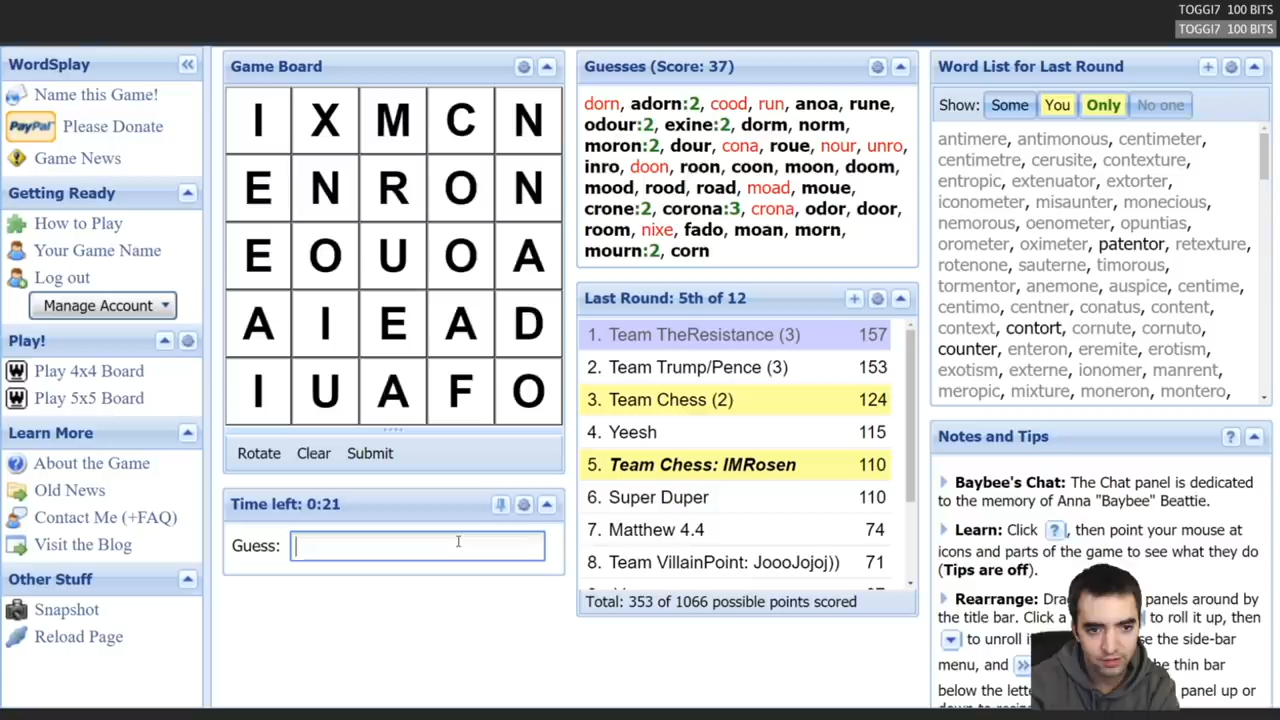 TOGGI7 100 BITS
TOGGI7 100 BITS
WordSplay
Name this Game!
PayPal Please Donate
Game News
Getting Ready
How to Play
Your Game Name
Log out
Manage Account
Play!
W Play 4x4 Board
W Play 5x5 Board
Learn More
About the Game
Old News
Contact Me (+FAQ)
Visit the Blog
Other Stuff
Snapshot
Reload Page
Game Board
I X M C N
E N R O N
E O U O A
A I E A D
I U A F O
Rotate Clear Submit
Time left: 0:21
Guess:
Guesses (Score: 37)
dorn, adorn:2, cood, run, anoa, rune,
odour:2, exine:2, dorm, norm,
moron:2, dour, cona, roue, nour, unro,
inro, doon, roon, coon, moon, doom,
mood, rood, road, moad, moue,
crone:2, corona:3, crona, odor, door,
room, nixe, fado, moan, morn,
mourn:2, corn
Last Round: 5th of 12
1. Team TheResistance (3) 157
2. Team Trump/Pence (3) 153
3. Team Chess (2) 124
4. Yeesh 115
5. Team Chess: IMRosen 110
6. Super Duper 110
7. Matthew 4.4 74
8. Team VillainPoint: JoooJojoj)) 71
Total: 353 of 1066 possible points scored
Word List for Last Round
Show: Some You Only No one
antimere, antimonous, centimeter,
centimetre, cerusite, contexture,
entropic, extenuator, extorter,
iconometer, misaunter, monecious,
nemorous, oenometer, opuntias,
orometer, oximeter, patentor, retexture,
rotenone, sauterne, timorous,
tormentor, anemone, auspice, centime,
centimo, centner, conatus, content,
context, contort, cornute, cornuto,
counter, enteron, eremite, erotism,
exotism, externe, ionomer, manrent,
meropic, mixture, moneron, montero,
Notes and Tips
Baybee's Chat: The Chat panel is dedicated
to the memory of Anna "Baybee" Beattie.
Learn: Click ?, then point your mouse at
icons and parts of the game to see what they do
(Tips are off).
Rearrange: Drag panels around by
the title bar. Click a to roll it up, then
to unroll it se the side-bar
menu, and he thin bar
below the lette panel up or